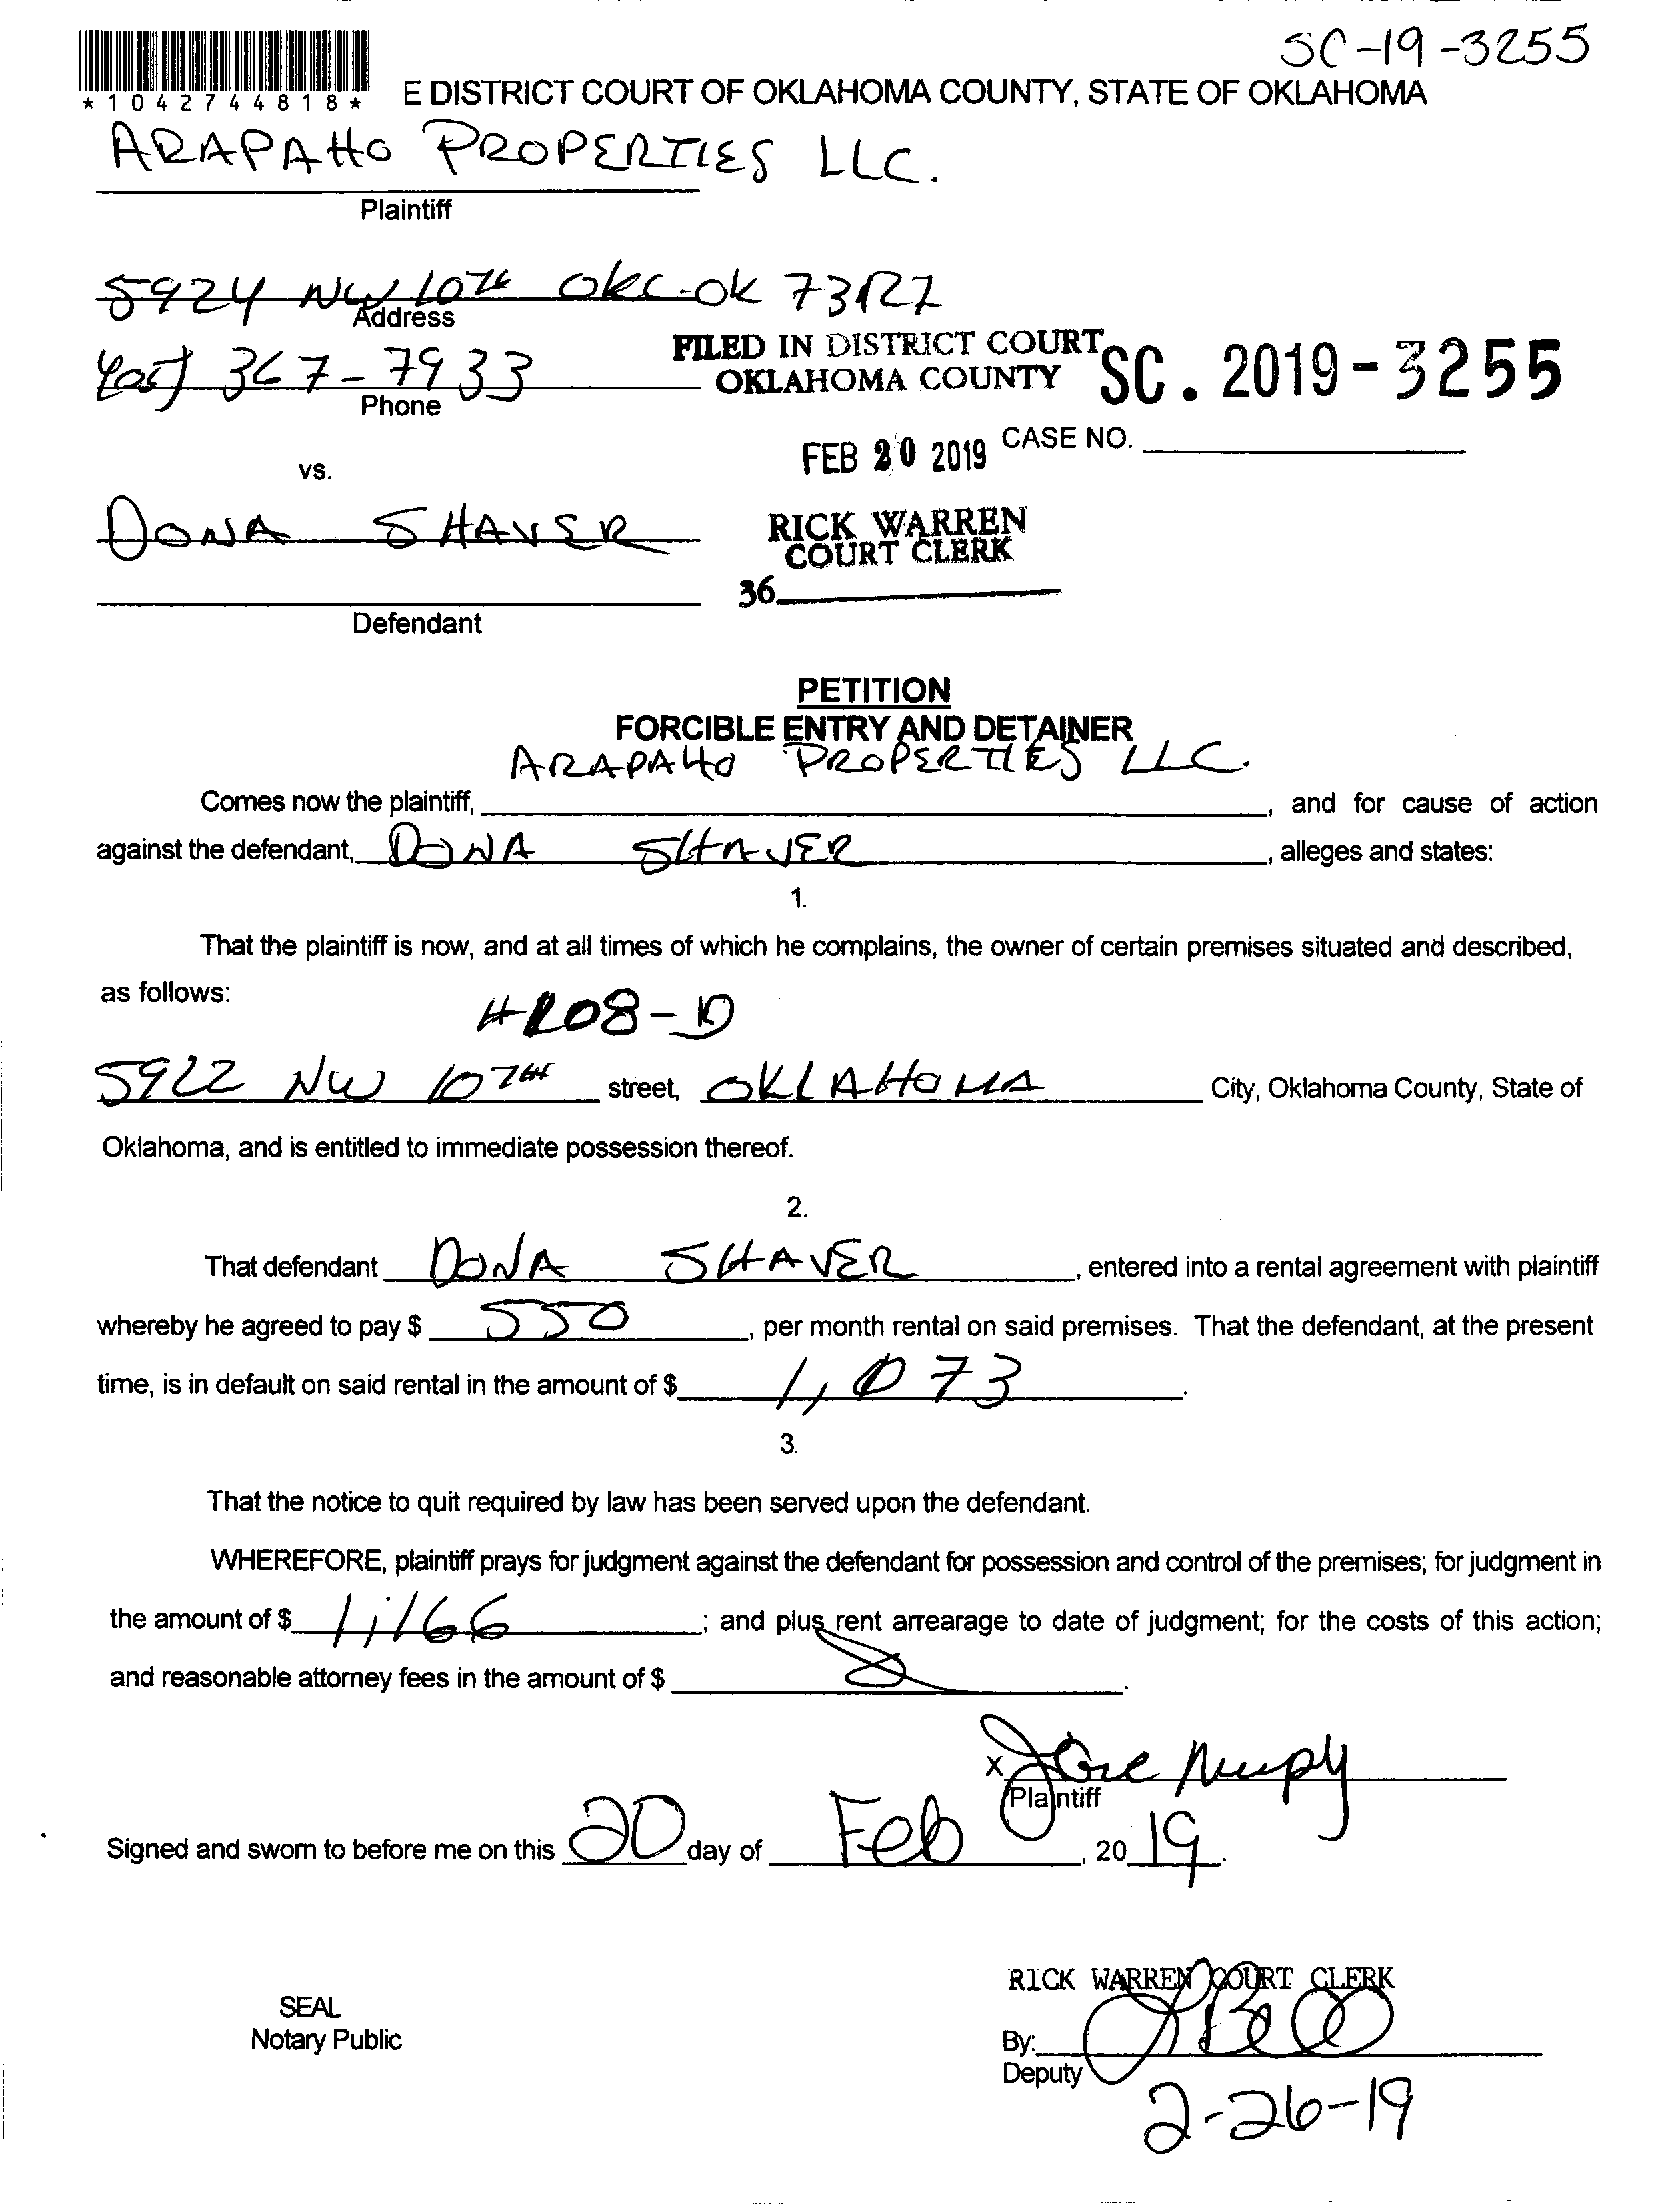 SC-19-3255
*1042744818*
E DISTRICT COURT OF OKLAHOMA COUNTY, STATE OF OKLAHOMA
ARAPAHO PROPERTIES LLC.
Plaintiff
5924 NW 10TH OKC-OK 73127
Address
FILED IN DISTRICT COURT
OKLAHOMA COUNTY
SC. 2019-3255
405) 367-7933
Phone
FEB 20 2019
CASE NO.
vs.
DONA SHAVER
RICK WARREN
COURT CLERK
36
Defendant
PETITION
FORCIBLE ENTRY AND DETAINER
ARAPAHO PROPERTIES LLC.
Comes now the plaintiff, , and for cause of action
against the defendant, DONA SHAVER, alleges and states:
1.
That the plaintiff is now, and at all times of which he complains, the owner of certain premises situated and described,
as follows:
#208-D
5922 NW 10TH street, OKLAHOMA City, Oklahoma County, State of
Oklahoma, and is entitled to immediate possession thereof.
2.
That defendant DONA SHAVER, entered into a rental agreement with plaintiff
whereby he agreed to pay $ 550, per month rental on said premises. That the defendant, at the present
time, is in default on said rental in the amount of $ 1,073.
3.
That the notice to quit required by law has been served upon the defendant.
WHEREFORE, plaintiff prays for judgment against the defendant for possession and control of the premises; for judgment in
the amount of $ 1,166; and plus rent arrearage to date of judgment; for the costs of this action;
and reasonable attorney fees in the amount of $ .
x
Plaintiff
Signed and sworn to before me on this 20 day of Feb, 2019.
RICK WARREN COURT CLERK
SEAL
Notary Public
By:
Deputy
2-26-19